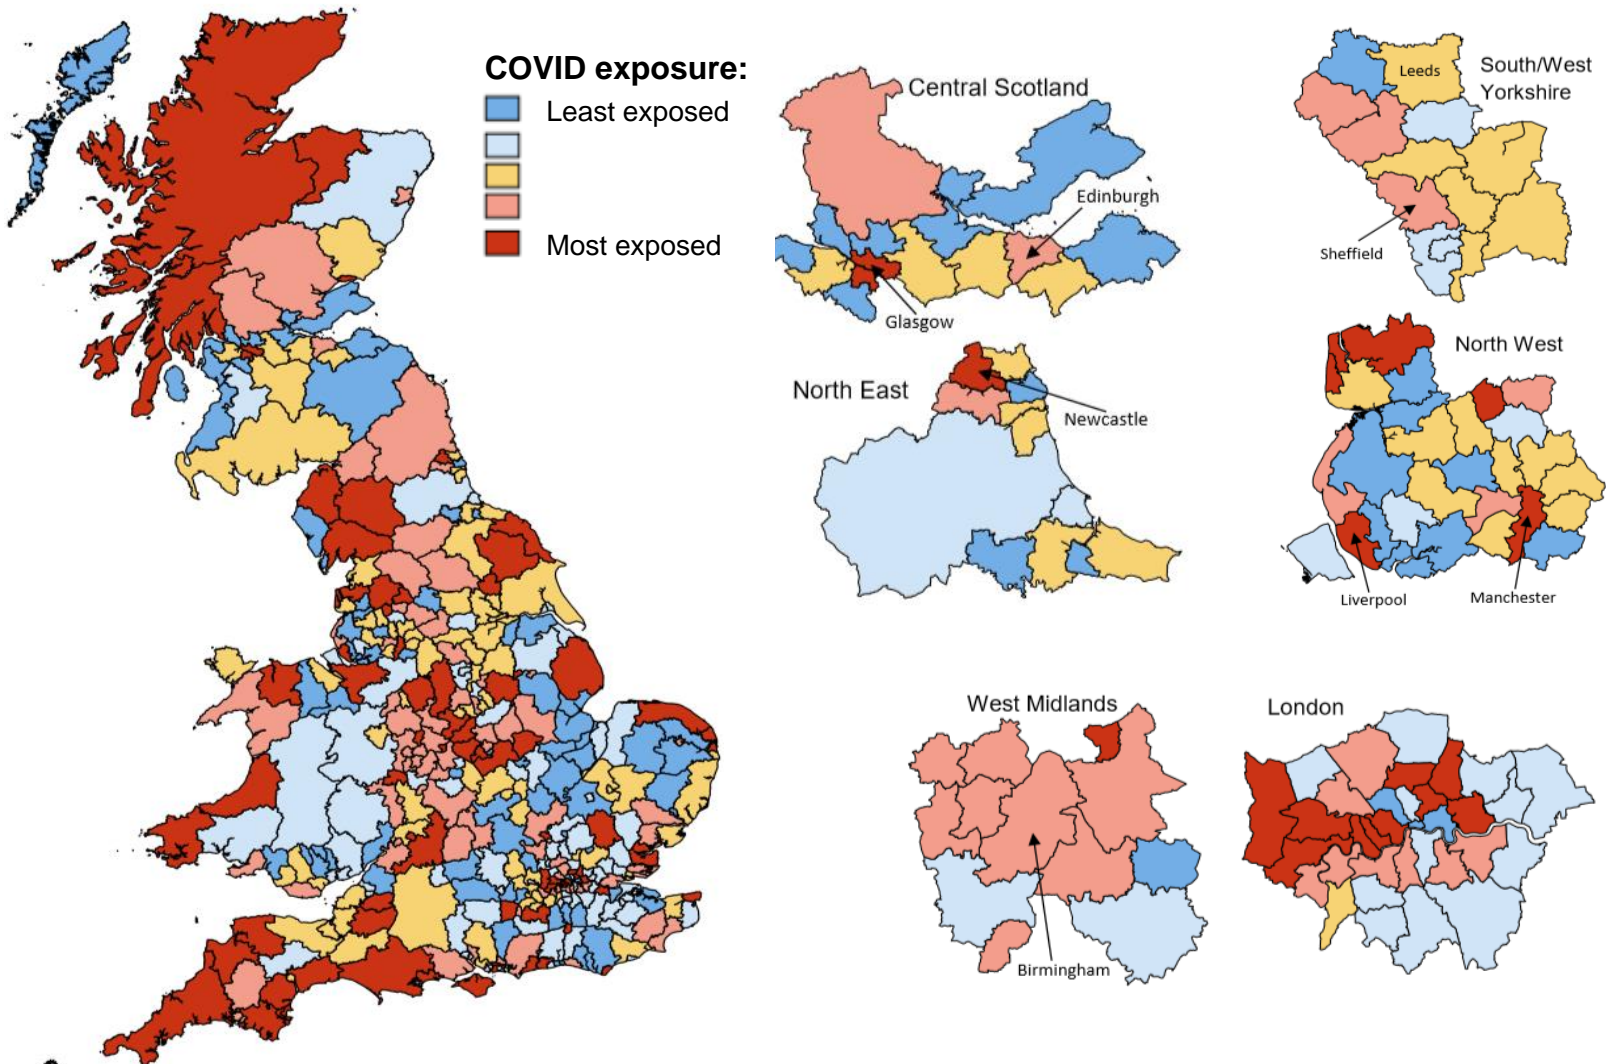 COVID exposure:
Least exposed
Most exposed
Central Scotland
Edinburgh
Glasgow
South/West
Yorkshire
Leeds
Sheffield
North East
Newcastle
North West
Liverpool
Manchester
West Midlands
Birmingham
London